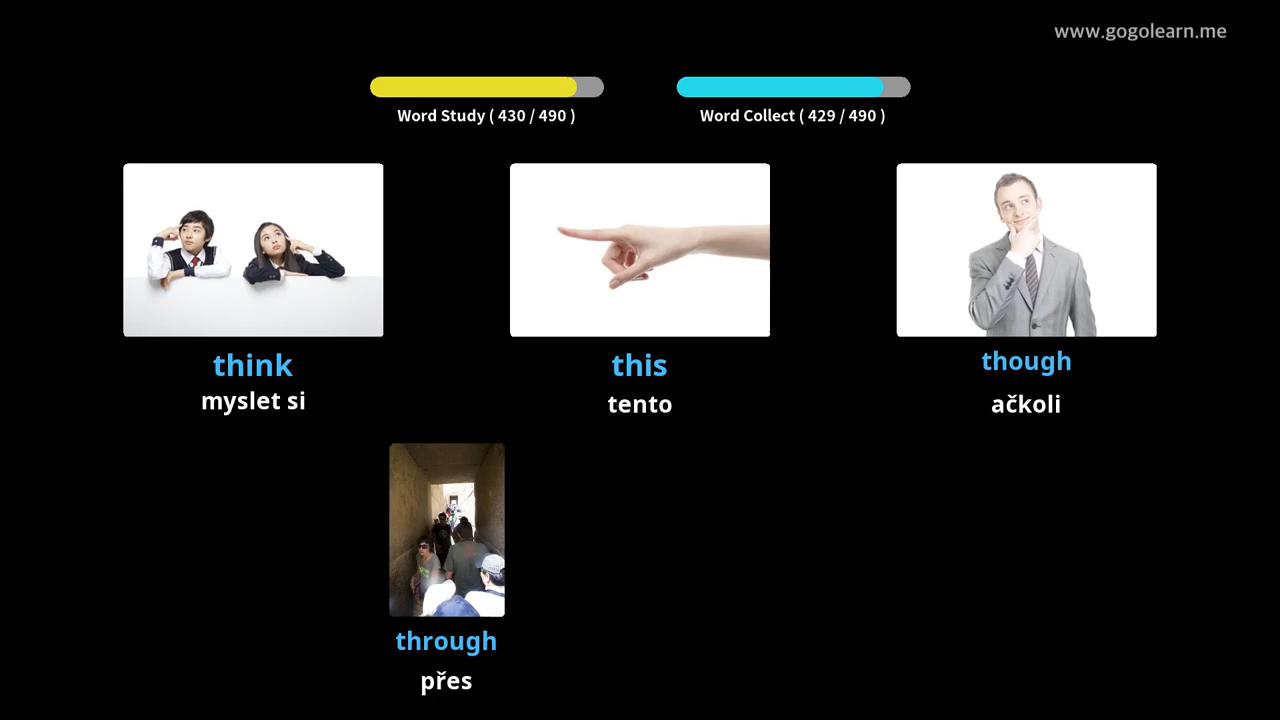 www.gogolearn.me
Word Study ( 430 / 490 )
Word Collect ( 429 / 490 )
think
myslet si
this
tento
though
ačkoli
through
přes